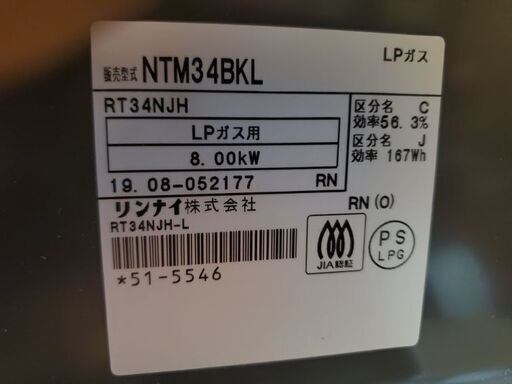 LPガス
販売型式 NTM34BKL
RT34NJH
LPガス用
8.00kW
19.08-052177 RN
区分名 C
効率56.3%
区分名 J
効率 167Wh
リンナイ株式会社
RN(O)
RT34NJH-L
*51-5546
JIA認証
PS
LPG